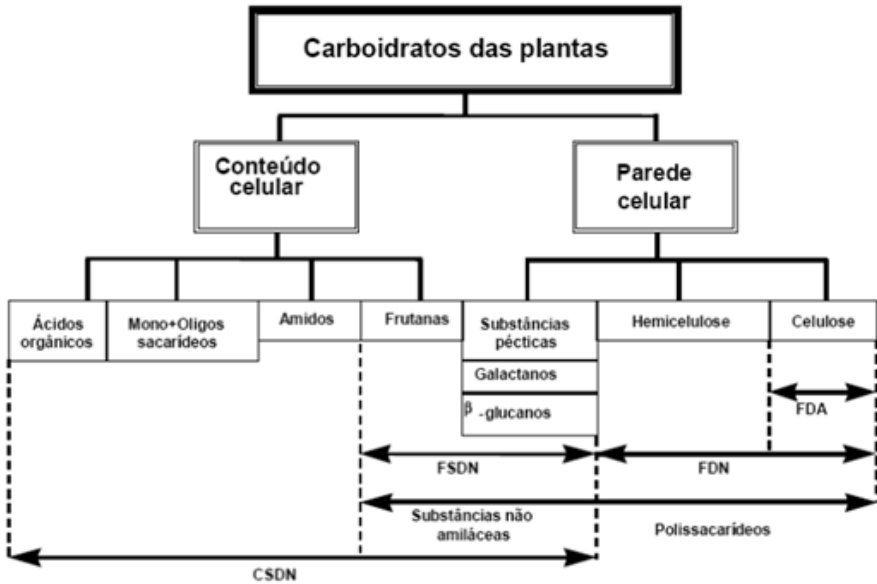 Carboidratos das plantas
Conteúdo
celular
Parede
celular
Ácidos
orgânicos
Mono+Oligos
sacarídeos
Amidos
Frutanas
Substâncias
pécticas
Hemicelulose
Celulose
Galactanos
β -glucanos
FDA
FSDN
FDN
Substâncias não
amiláceas
Polissacarídeos
CSDN